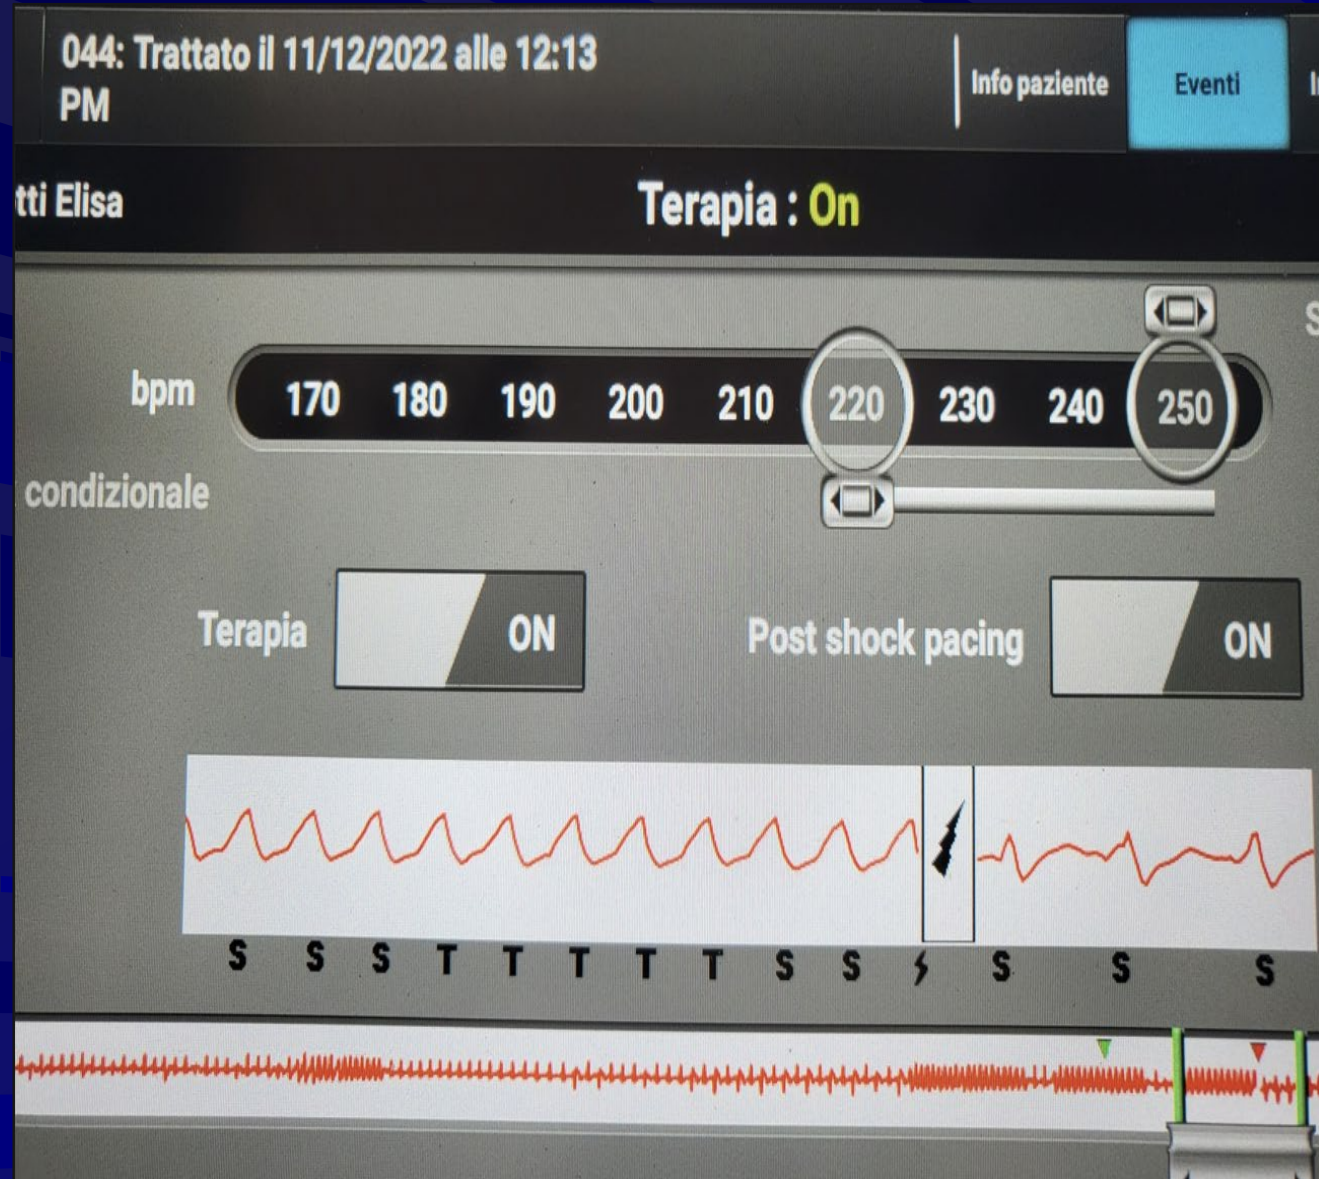 044: Trattato il 11/12/2022 alle 12:13
PM
Info paziente
Eventi
tti Elisa
Terapia : On
bpm 170 180 190 200 210 220 230 240 250
condizionale
Terapia ON Post shock pacing ON
S S S T T T T T S S S S S